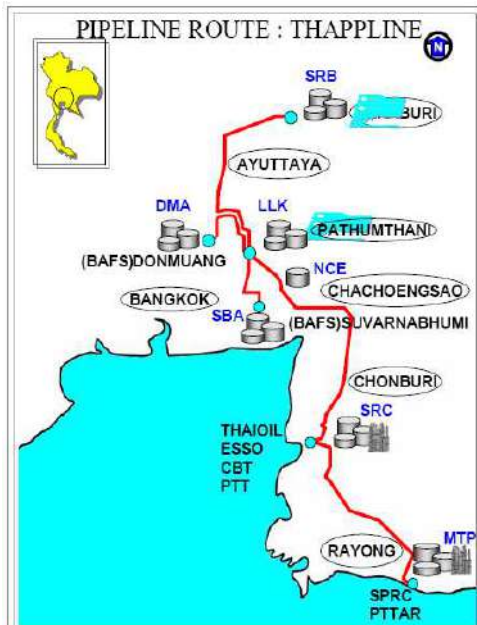 PIPELINE ROUTE : THAPPLINE
N
SRB
AYUTTAYA
DMA
LLK
PATHUMTHANI
(BAFS)DONMUANG
NCE
CHACHOENGSAO
BANGKOK
SBA
(BAFS)SUVARNABHUMI
CHONBURI
SRC
THAIOIL
ESSO
CBT
PTT
MTP
RAYONG
SPRC
PTTAR